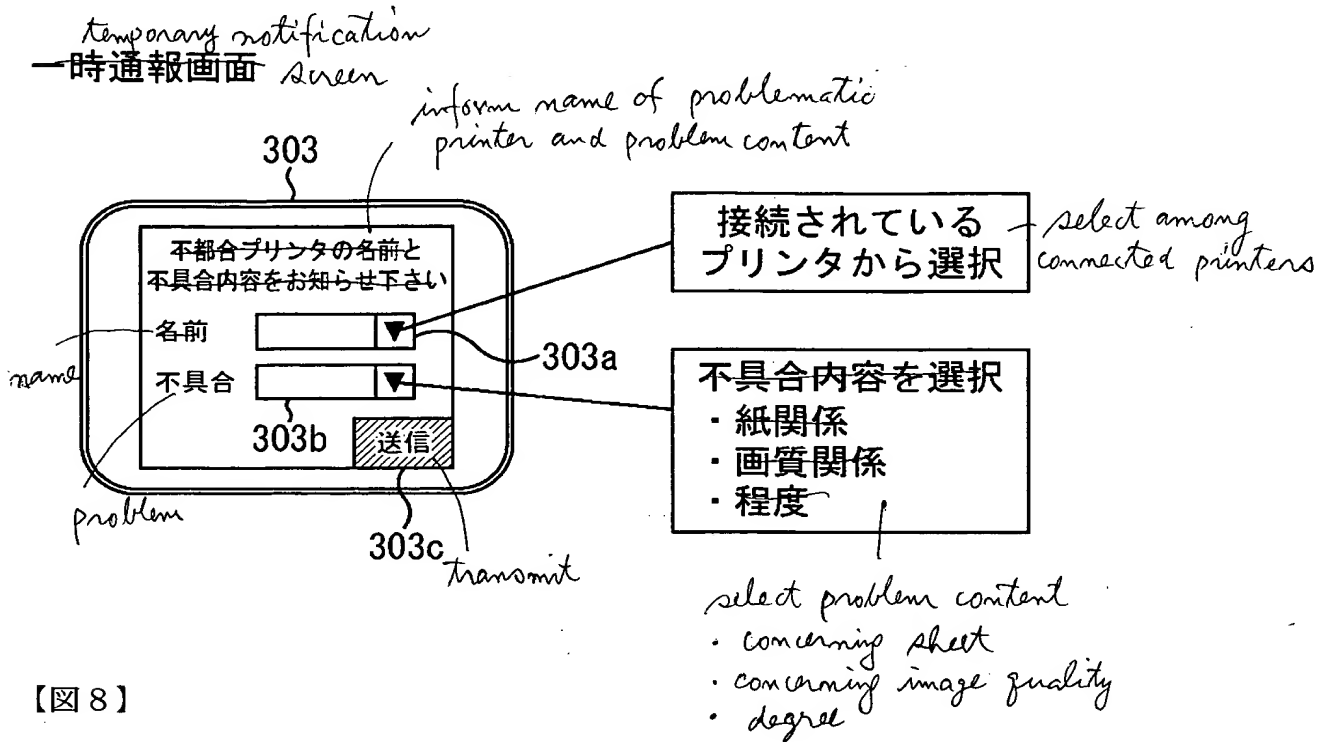 temporary notification
一時通報画面 screen
inform name of problematic
printer and problem content
303
不都合プリンタの名前と
不具合内容をお知らせ下さい
名前
name
303a
不具合
problem
303b
送信
303c
transmit
接続されている
プリンタから選択
select among
connected printers
不具合内容を選択
・紙関係
・画質関係
・程度
select problem content
・concerning sheet
・concerning image quality
・degree
【図8】